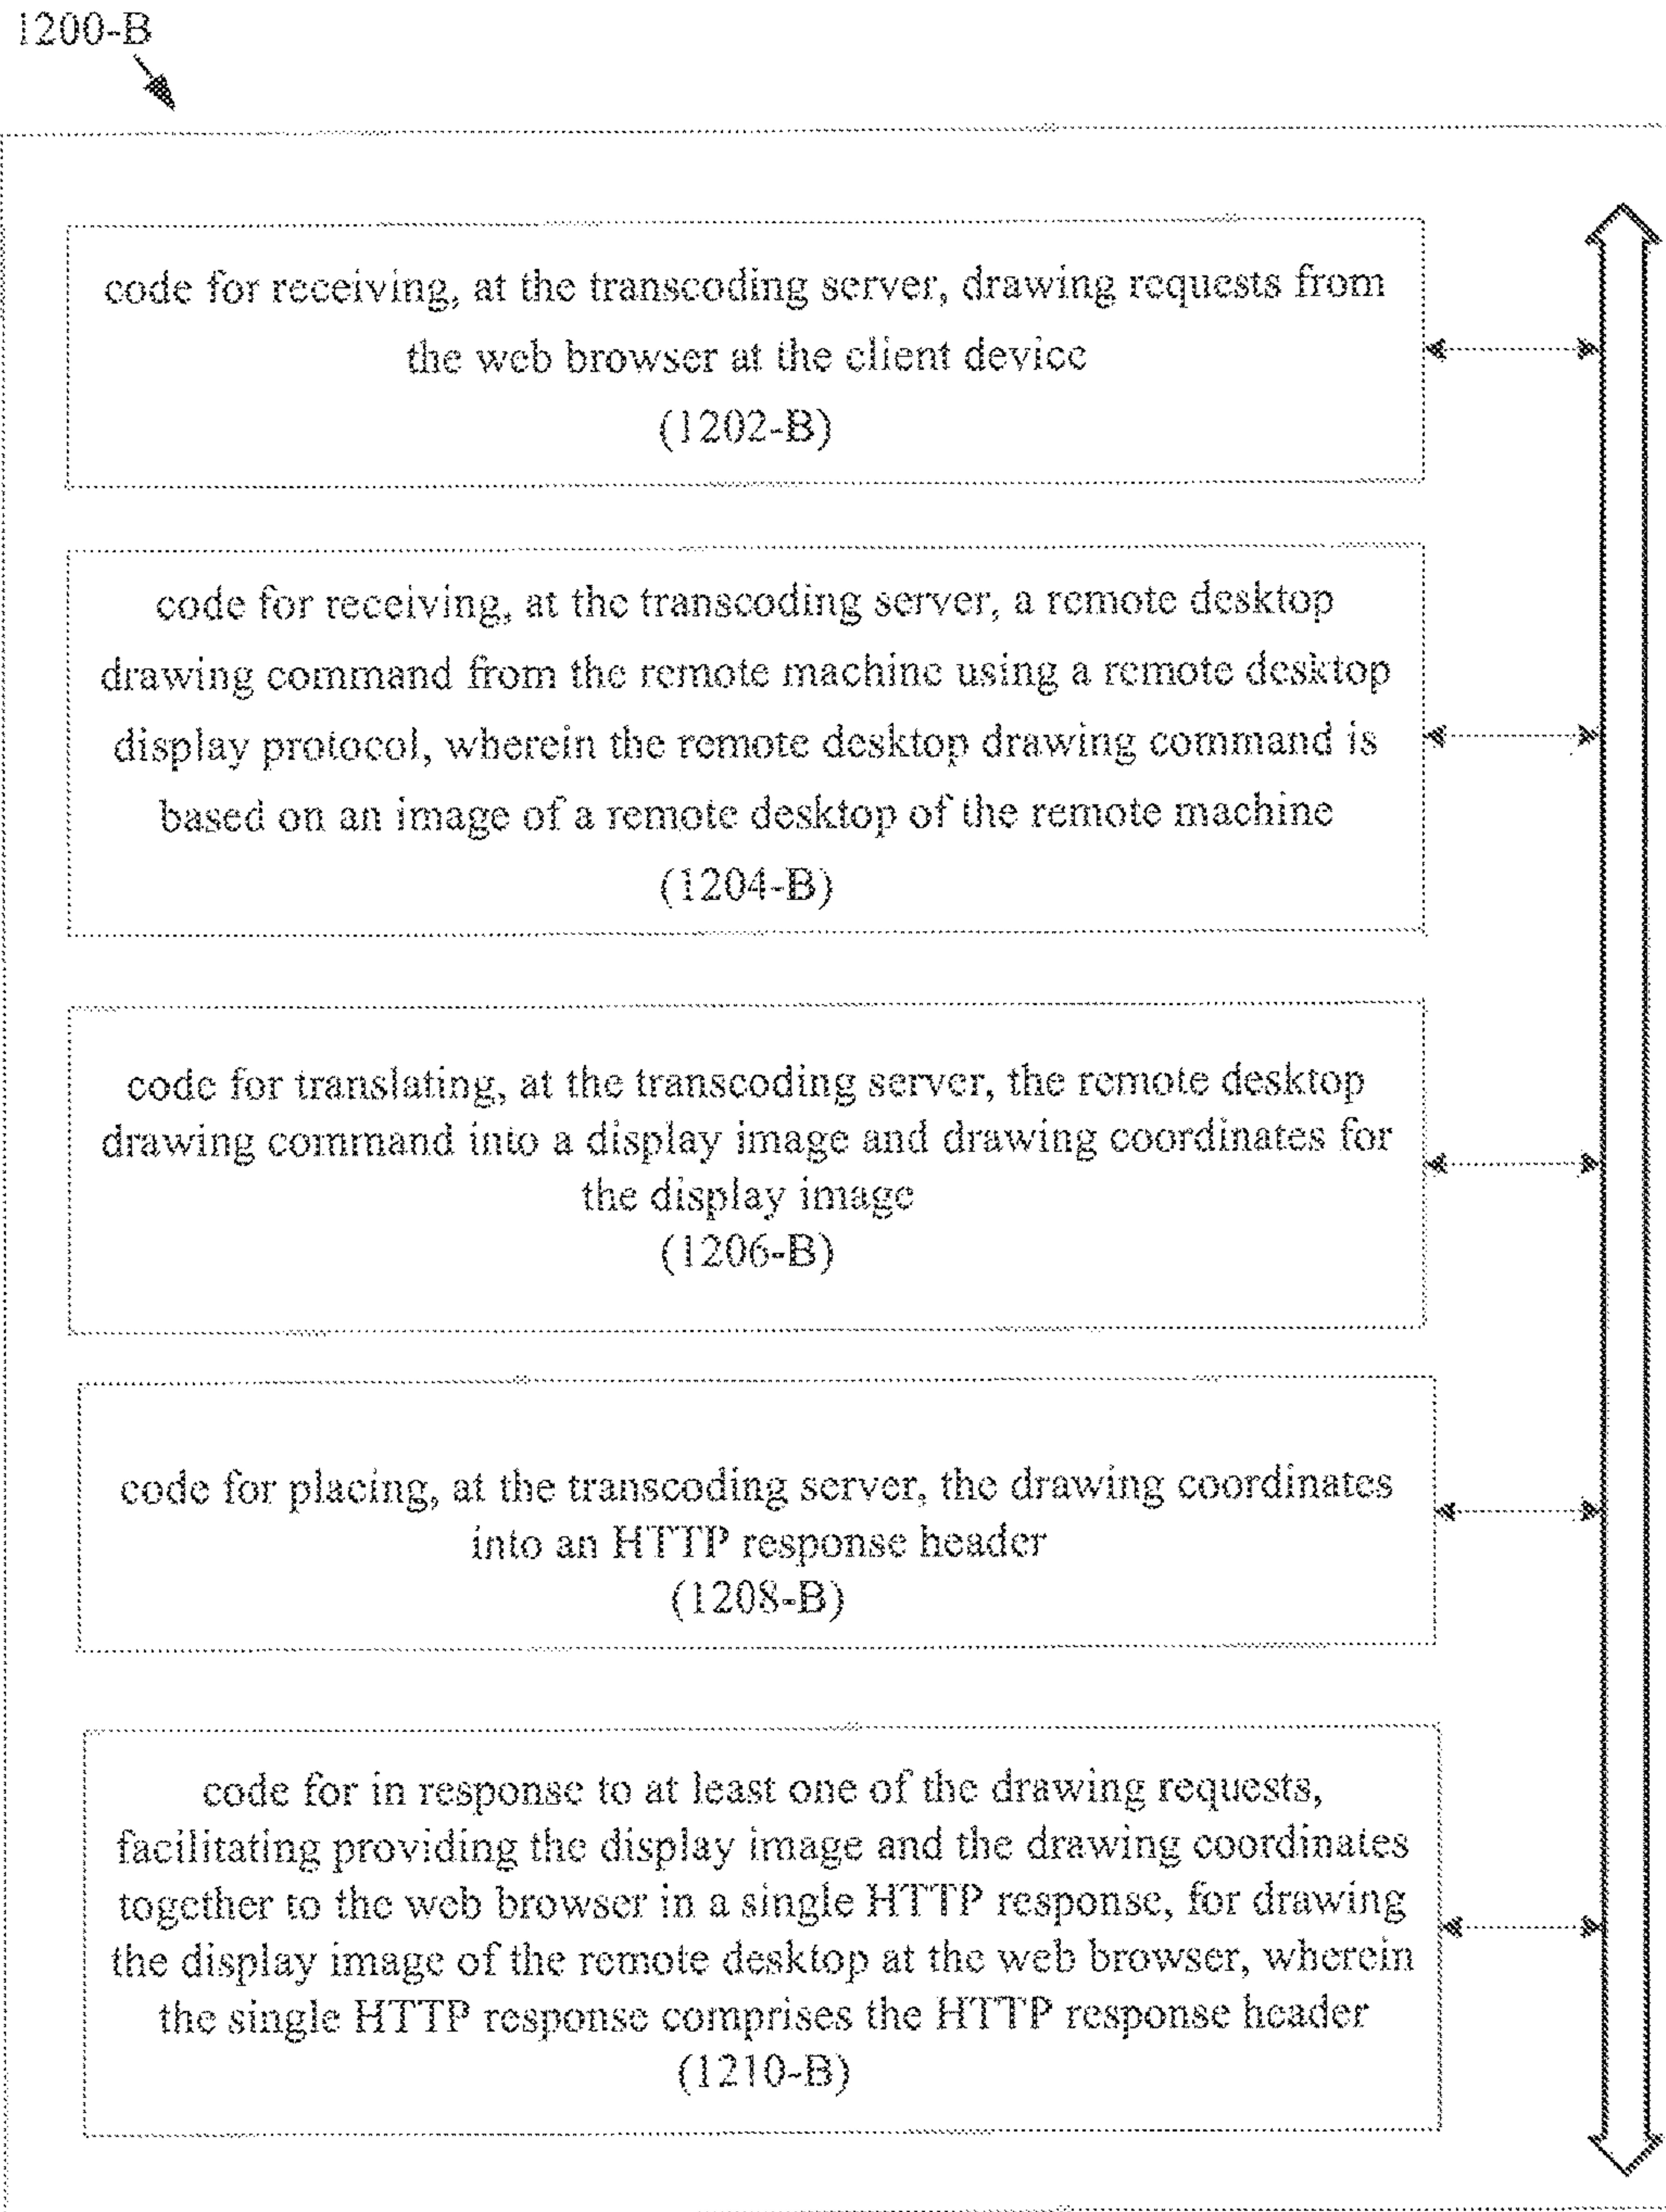 1200-B
code for receiving, at the transcoding server, drawing requests from
the web browser at the client device
(1202-B)
code for receiving, at the transcoding server, a remote desktop
drawing command from the remote machine using a remote desktop
display protocol, wherein the remote desktop drawing command is
based on an image of a remote desktop of the remote machine
(1204-B)
code for translating, at the transcoding server, the remote desktop
drawing command into a display image and drawing coordinates for
the display image
(1206-B)
code for placing, at the transcoding server, the drawing coordinates
into an HTTP response header
(1208-B)
code for in response to at least one of the drawing requests,
facilitating providing the display image and the drawing coordinates
together to the web browser in a single HTTP response, for drawing
the display image of the remote desktop at the web browser, wherein
the single HTTP response comprises the HTTP response header
(1210-B)